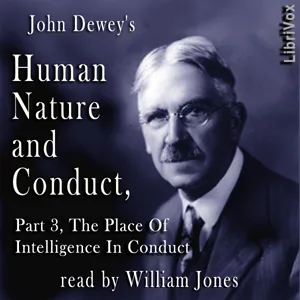 John Dewey's
Human
Nature
and
Conduct,
Part 3, The Place Of
Intelligence In Conduct
read by William Jones
LibriVox